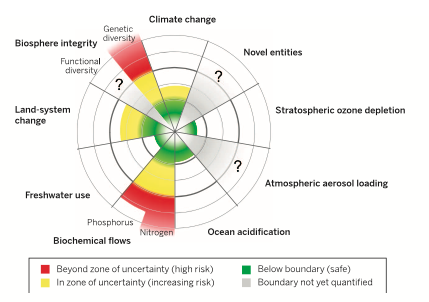 Climate change
Genetic
diversity
Biosphere integrity
Functional
diversity
Novel entities
?
?
Land-system
change
Stratospheric ozone depletion
?
Atmospheric aerosol loading
Freshwater use
Phosphorus
Nitrogen
Biochemical flows
Ocean acidification
Beyond zone of uncertainty (high risk)
Below boundary (safe)
In zone of uncertainty (increasing risk)
Boundary not yet quantified